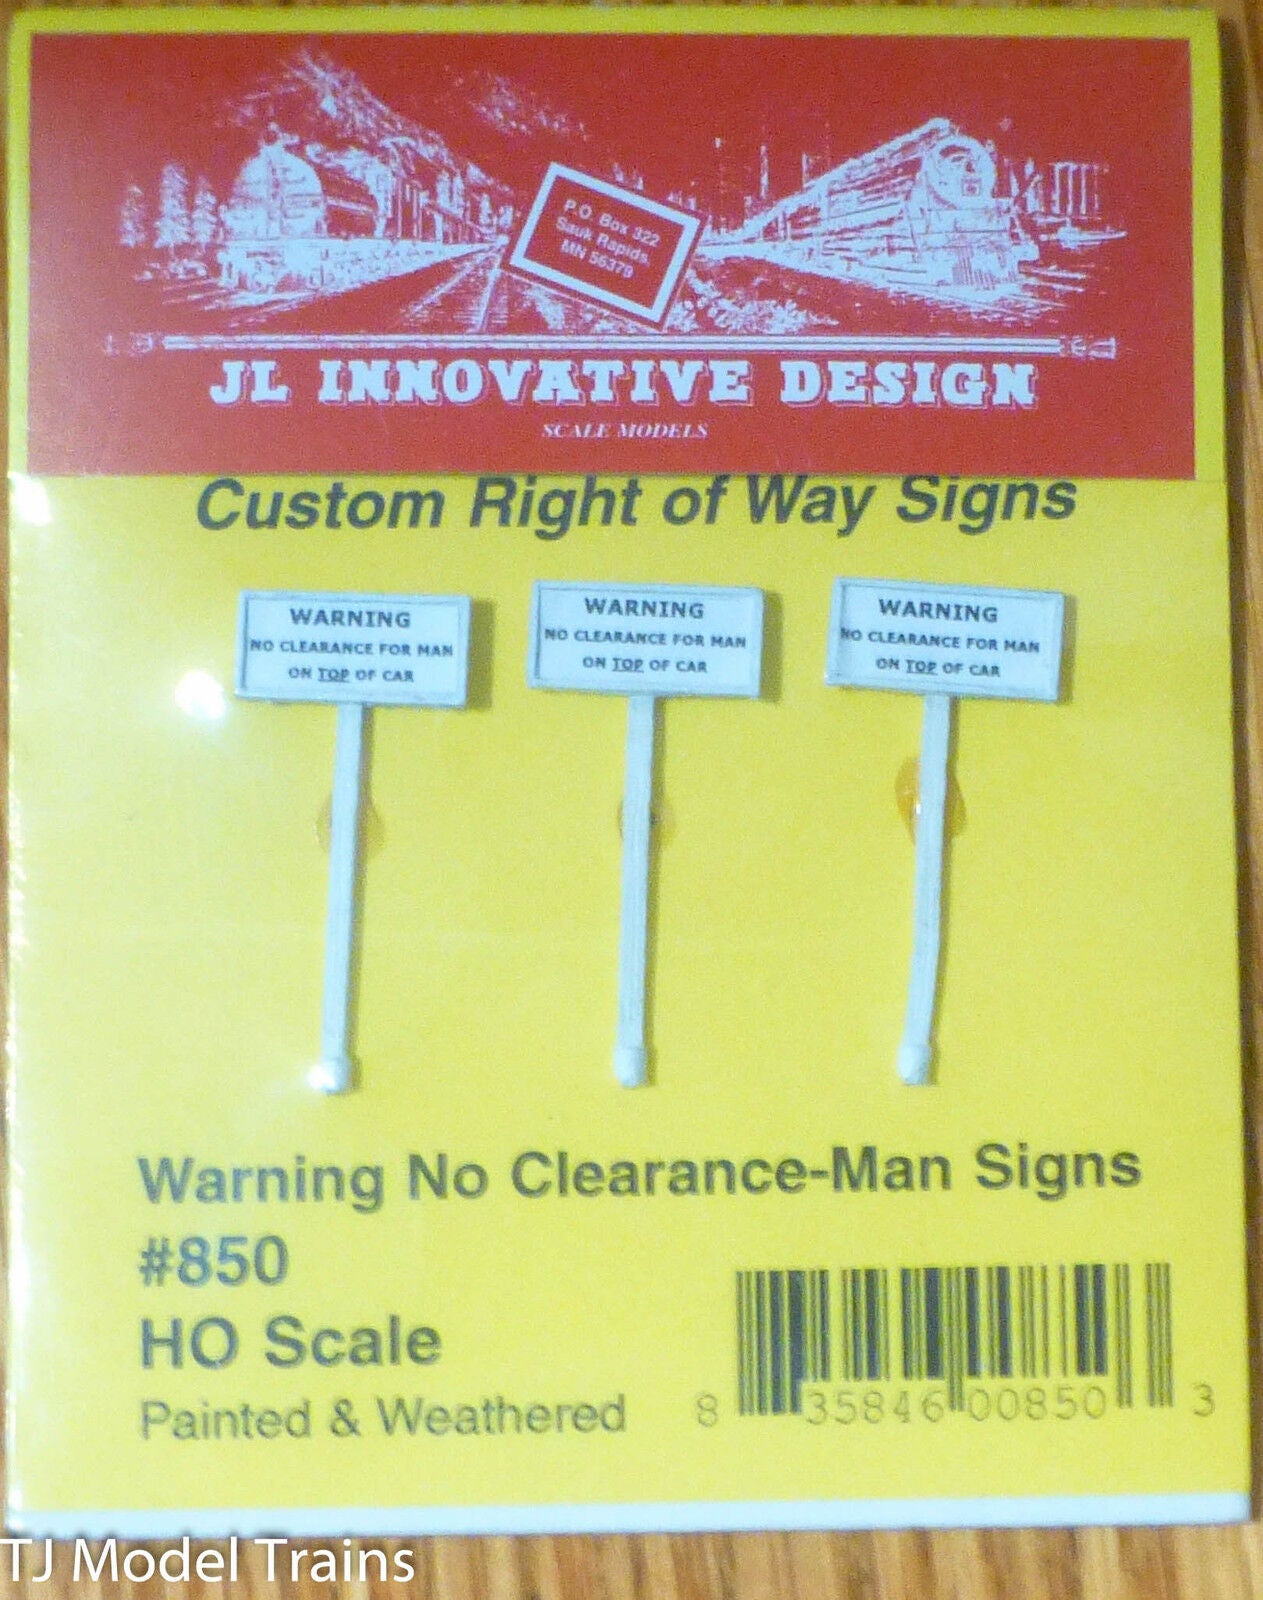 P.O. Box 322
Sauk Rapids,
MN 56379
JL INNOVATIVE DESIGN
SCALE MODELS
Custom Right of Way Signs
WARNING
NO CLEARANCE FOR MAN
ON TOP OF CAR
WARNING
NO CLEARANCE FOR MAN
ON TOP OF CAR
WARNING
NO CLEARANCE FOR MAN
ON TOP OF CAR
Warning No Clearance-Man Signs
#850
HO Scale
Painted & Weathered
8 35846 00850 3
TJ Model Trains